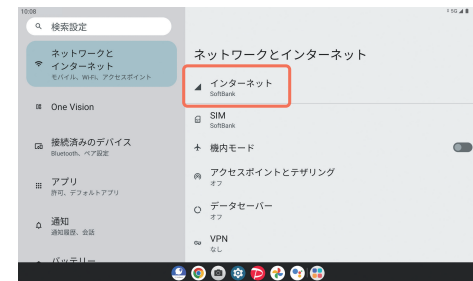 10:08
5G
検索設定
ネットワークと
インターネット
モバイル、Wi-Fi、アクセスポイント
One Vision
接続済みのデバイス
Bluetooth、ペア設定
アプリ
許可、デフォルトアプリ
通知
通知履歴、会話
バッテリー
ネットワークとインターネット
インターネット
SoftBank
SIM
SoftBank
機内モード
アクセスポイントとテザリング
オフ
データセーバー
オフ
VPN
なし